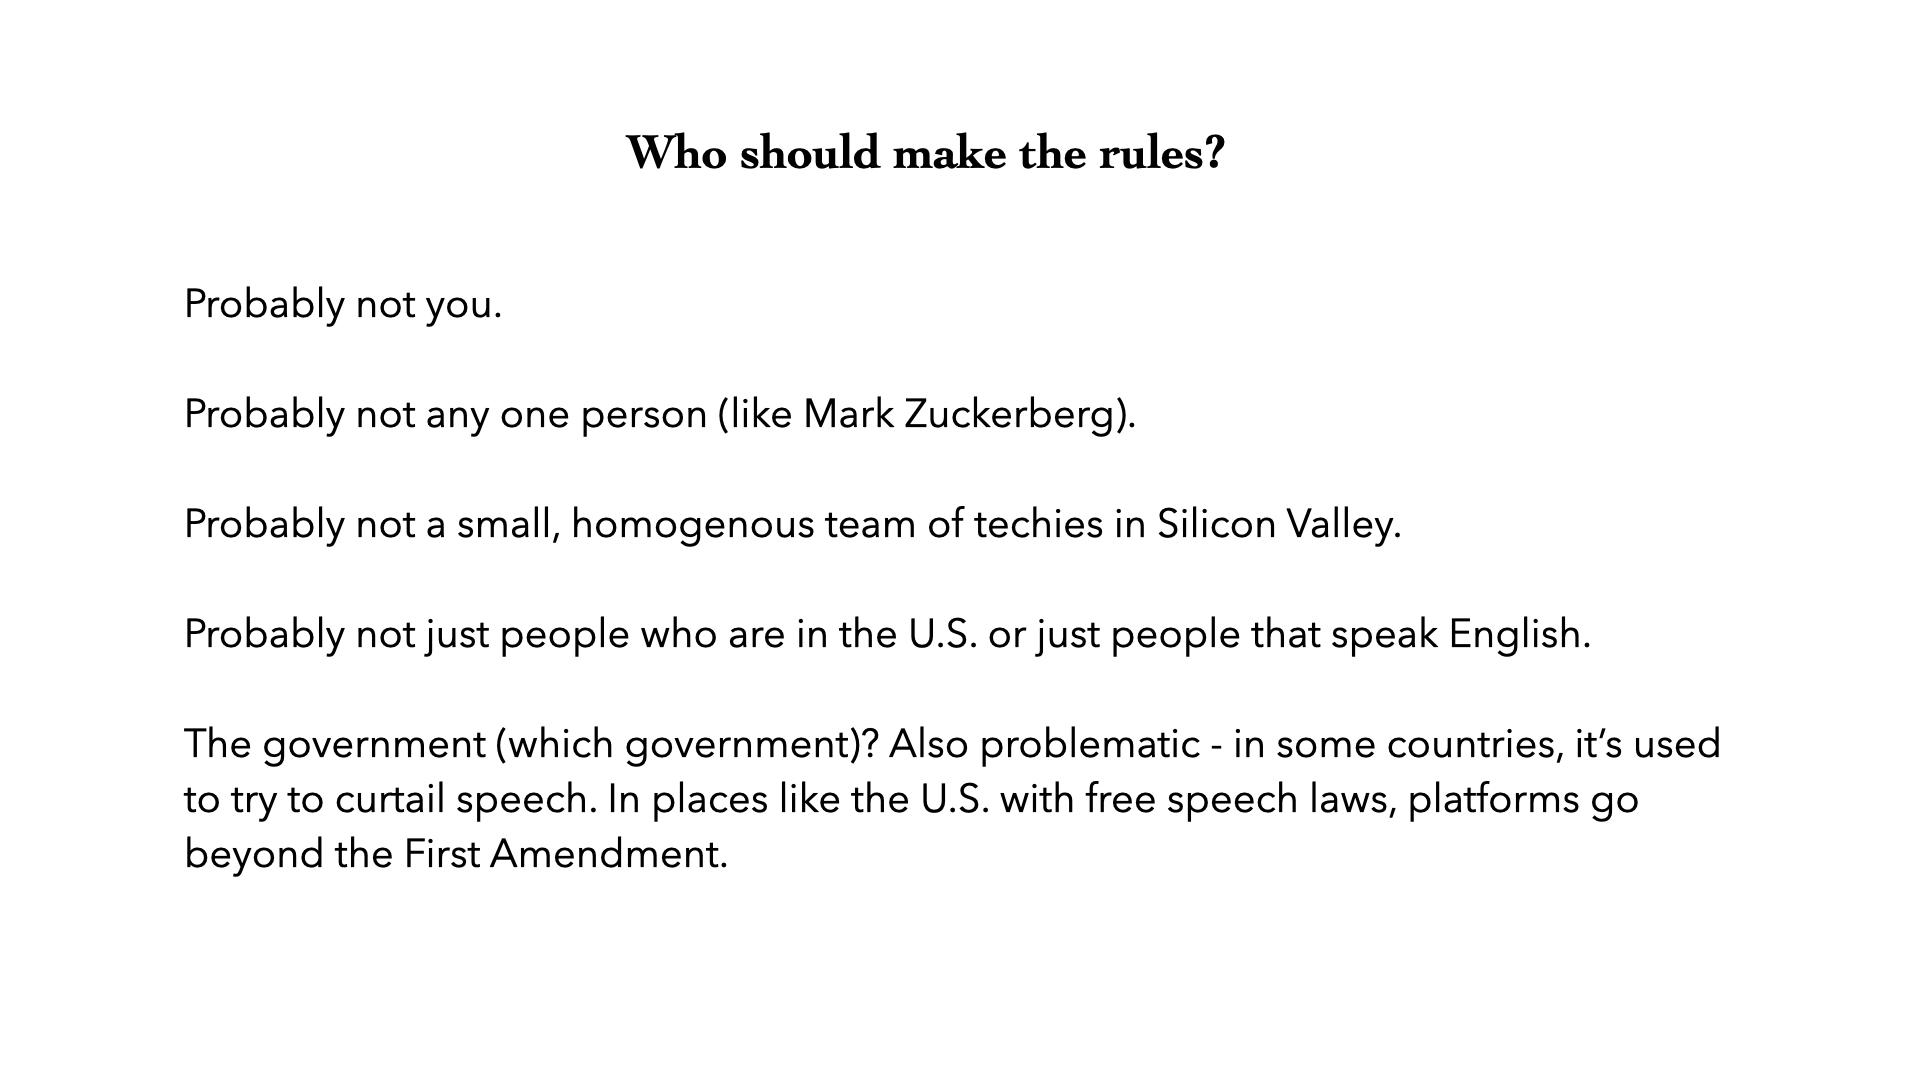 Who should make the rules?
Probably not you.
Probably not any one person (like Mark Zuckerberg).
Probably not a small, homogenous team of techies in Silicon Valley.
Probably not just people who are in the U.S. or just people that speak English.
The government (which government)? Also problematic - in some countries, it’s used
to try to curtail speech. In places like the U.S. with free speech laws, platforms go
beyond the First Amendment.